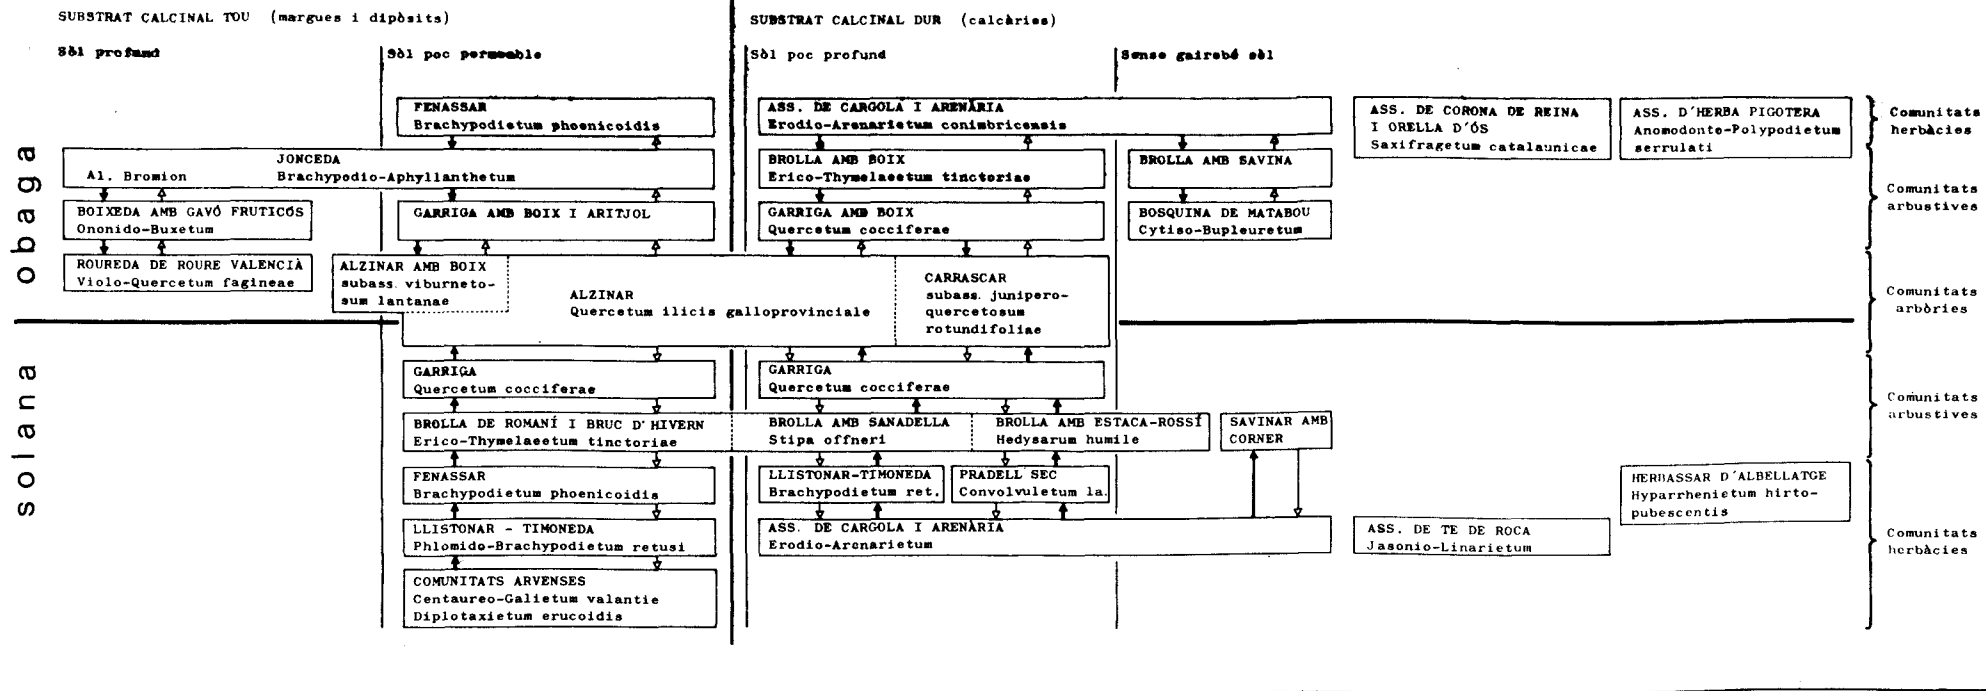 SUBSTRAT CALCINAL TOU (margues i dipòsits)
SUBSTRAT CALCINAL DUR (calcàries)
Sòl profund
Sòl poc permeable
Sòl poc profund
Sense gairebé sòl
obaga
FENASSAR
Brachypodietum phoenicoidis
ASS. DE CARGOLA I ARENÀRIA
Erodio-Arenarietum conimbricensis
ASS. DE CORONA DE REINA
I ORELLA D'ÓS
Saxifragetum catalaunicae
ASS. D'HERBA PIGOTERA
Anomodonto-Polypodietum
serrulati
Comunitats
herbàcies
JONCEDA
Al. Bromion Brachypodio-Aphyllanthetum
BROLLA AMB BOIX
Erico-Thymelaeetum tinctoriae
BROLLA AMB SAVINA
Comunitats
arbustives
BOIXEDA AMB GAVÓ FRUTICÓS
Ononido-Buxetum
GARRIGA AMB BOIX I ARITJOL
GARRIGA AMB BOIX
Quercetum cocciferae
BOSQUINA DE MATABOU
Cytiso-Bupleuretum
ROUREDA DE ROURE VALENCIÀ
Violo-Quercetum fagineae
ALZINAR AMB BOIX
subass. viburneto-
sum lantanae
ALZINAR
Quercetum ilicis galloprovinciale
CARRASCAR
subass. junipero-
quercetosum
rotundifoliae
Comunitats
arbòries
solana
GARRIGA
Quercetum cocciferae
GARRIGA
Quercetum cocciferae
Comunitats
arbustives
BROLLA DE ROMANÍ I BRUC D'HIVERN
Erico-Thymelaeetum tinctoriae
BROLLA AMB SANADELLA
Stipa offneri
BROLLA AMB ESTACA-ROSSÍ
Hedysarum humile
SAVINAR AMB
CORNER
FENASSAR
Brachypodietum phoenicoidis
LLISTONAR-TIMONEDA
Brachypodietum ret.
PRADELL SEC
Convolvuletum la.
HERBASSAR D'ALBELLATGE
Hyparrhenietum hirto-
pubescentis
LLISTONAR - TIMONEDA
Phlomido-Brachypodietum retusi
ASS. DE CARGOLA I ARENÀRIA
Erodio-Arenarietum
ASS. DE TE DE ROCA
Jasonio-Linarietum
Comunitats
herbàcies
COMUNITATS ARVENSES
Centaureo-Galietum valantie
Diplotaxietum erucoidis